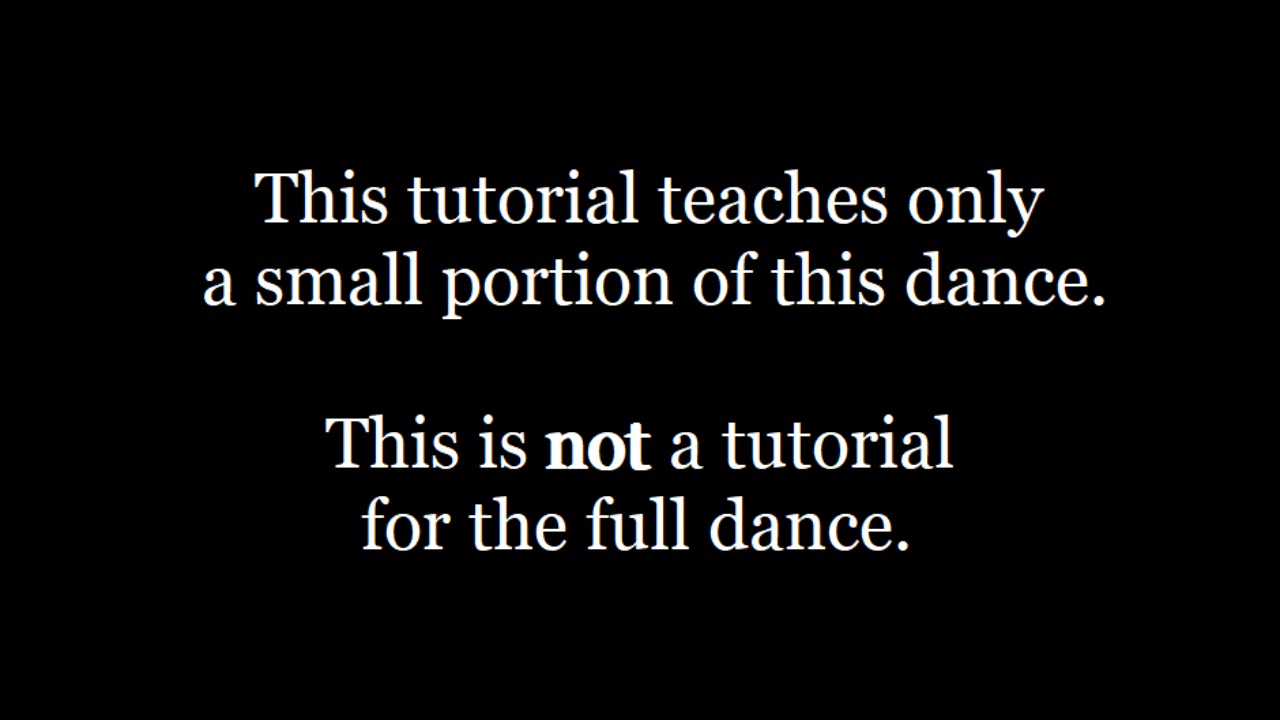 This tutorial teaches only
a small portion of this dance.
This is not a tutorial
for the full dance.